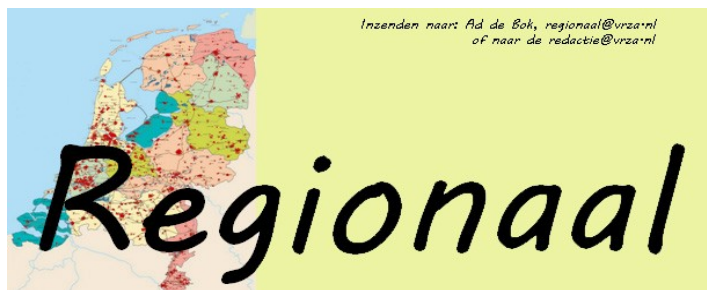 Inzenden naar: Ad de Bok, regionaal@vrza.nl
of naar de redactie@vrza.nl
Regionaal